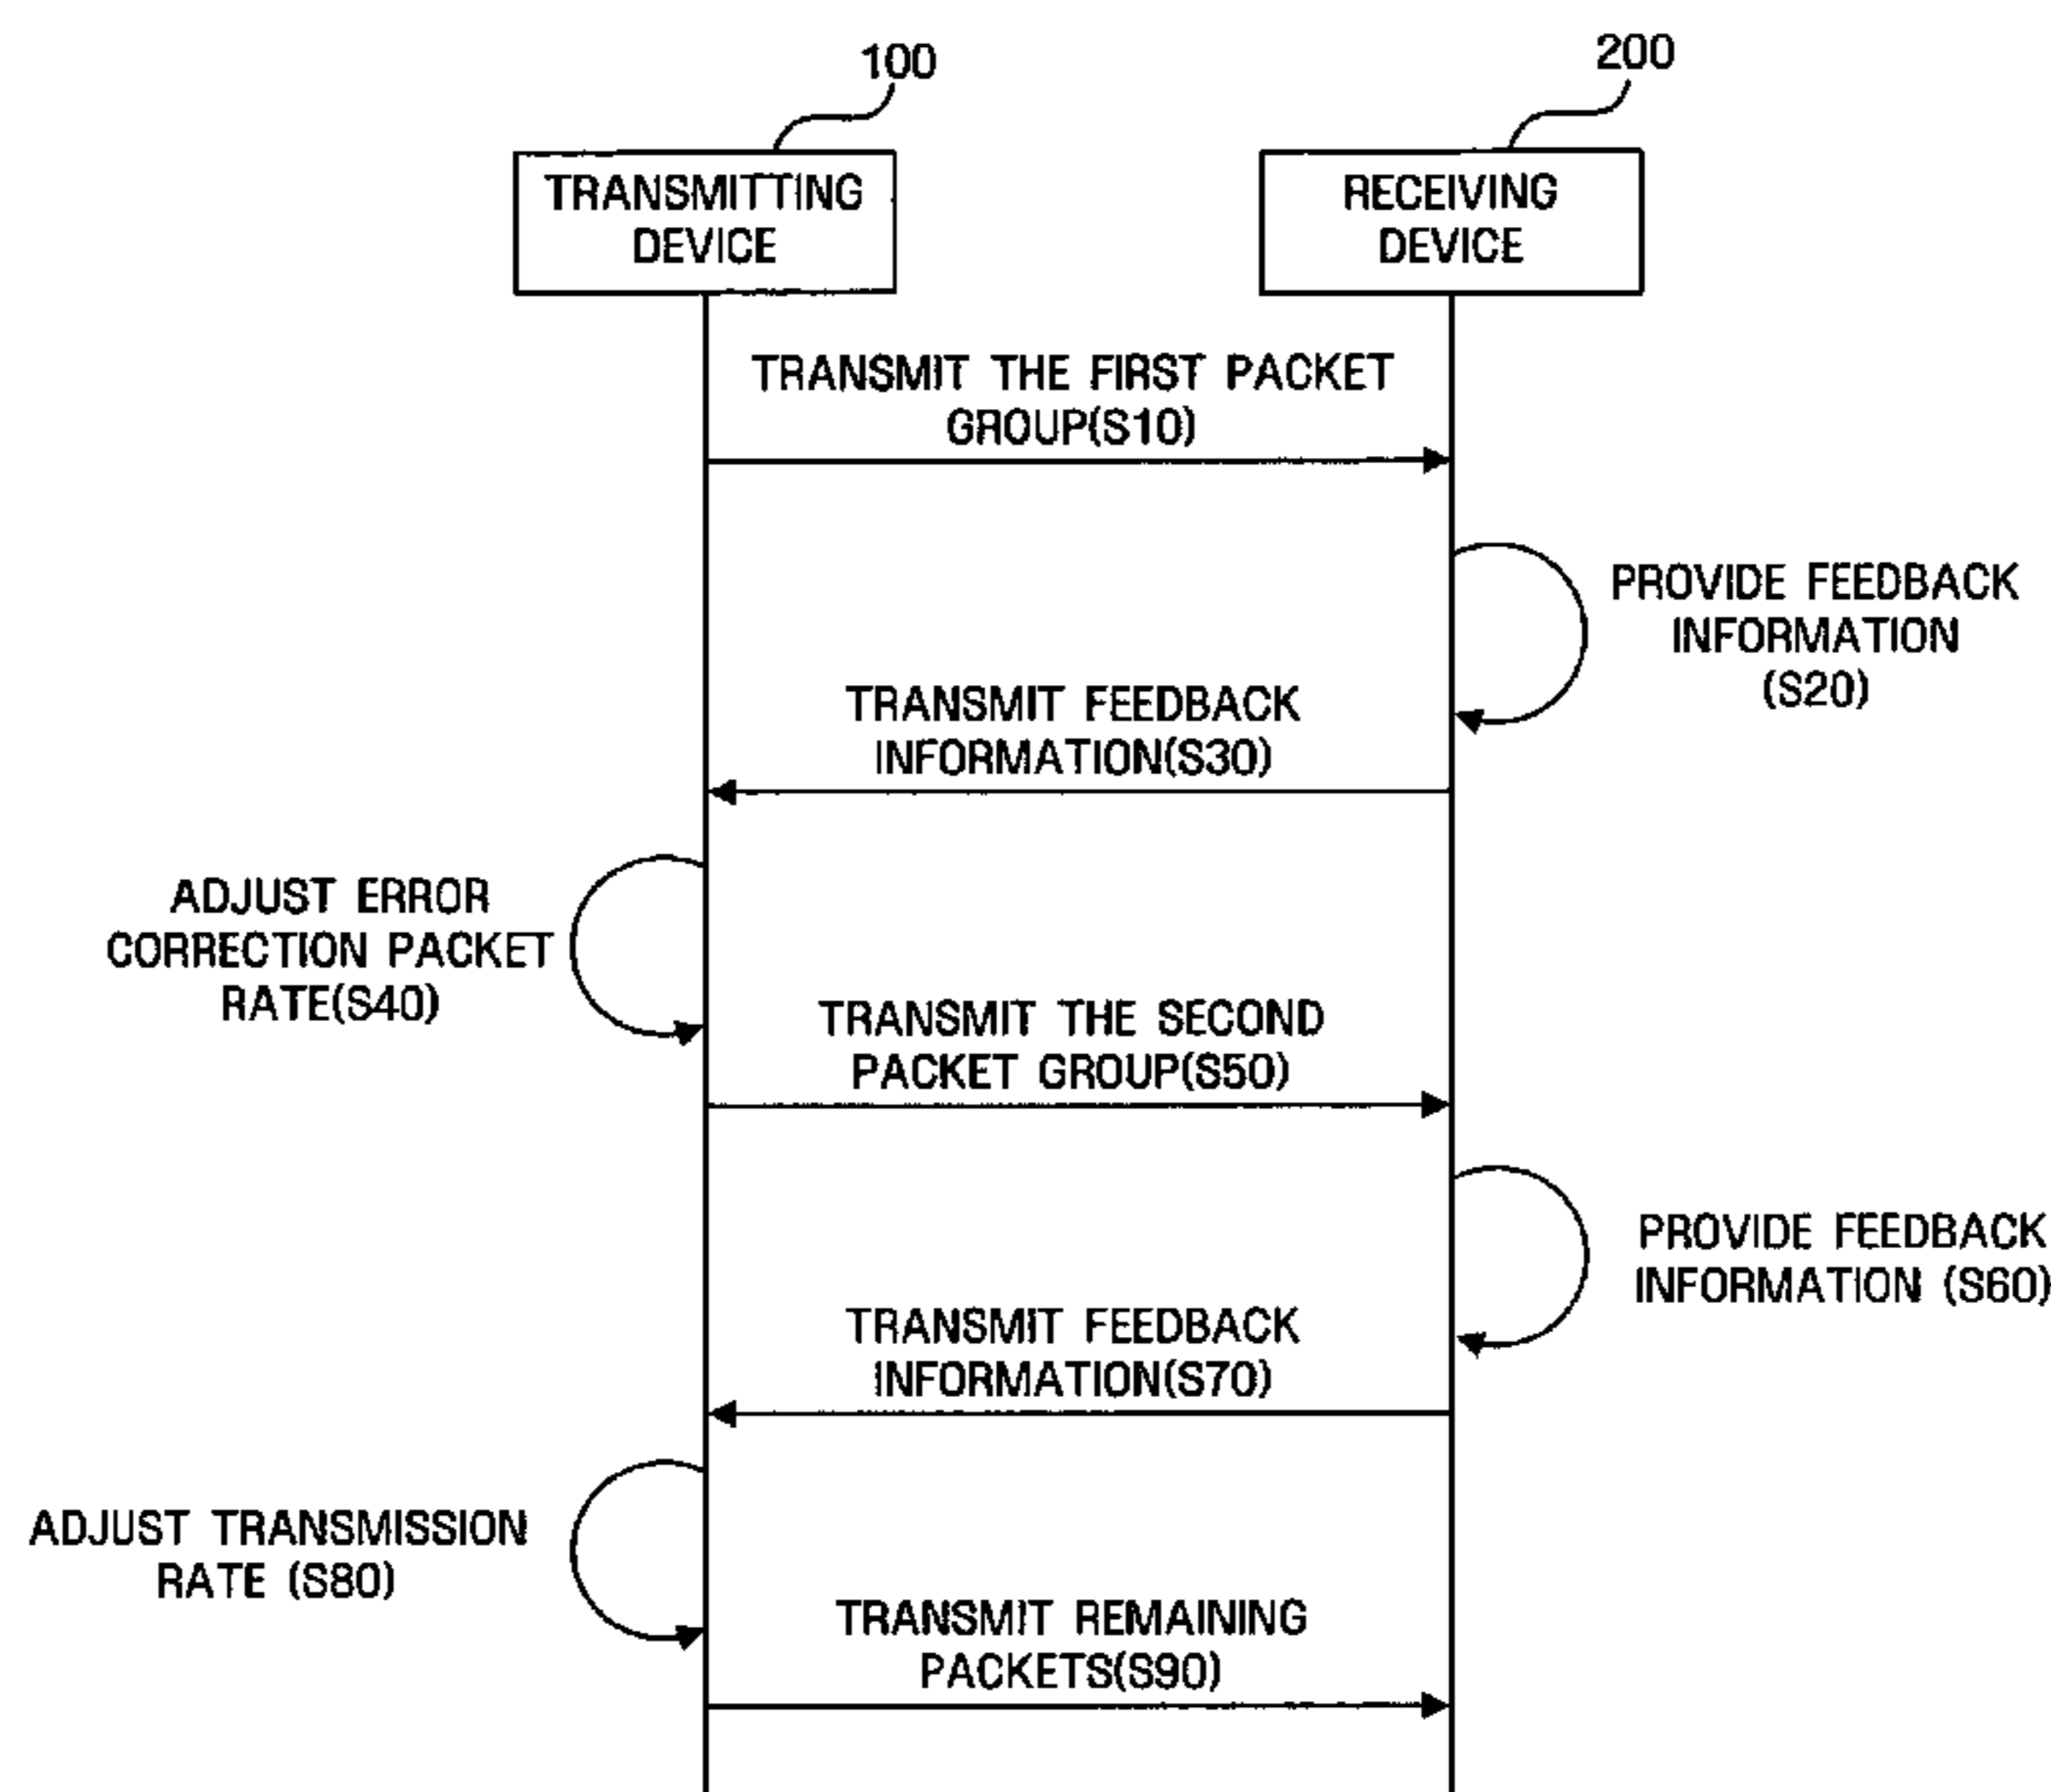 100
200
TRANSMITTING
DEVICE
RECEIVING
DEVICE
TRANSMIT THE FIRST PACKET
GROUP(S10)
PROVIDE FEEDBACK
INFORMATION
(S20)
TRANSMIT FEEDBACK
INFORMATION(S30)
ADJUST ERROR
CORRECTION PACKET
RATE(S40)
TRANSMIT THE SECOND
PACKET GROUP(S50)
PROVIDE FEEDBACK
INFORMATION (S60)
TRANSMIT FEEDBACK
INFORMATION(S70)
ADJUST TRANSMISSION
RATE (S80)
TRANSMIT REMAINING
PACKETS(S90)